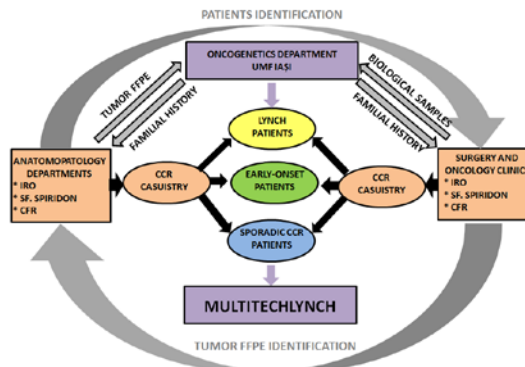 PATIENTS IDENTIFICATION
ONCOGENETICS DEPARTMENT
UMF IAȘI
TUMOR FFPE
FAMILIAL HISTORY
BIOLOGICAL SAMPLES
FAMILIAL HISTORY
LYNCH
PATIENTS
ANATOMOPATOLOGY
DEPARTMENTS
* IRO
* SF. SPIRIDON
* CFR
CCR
CASUISTRY
EARLY-ONSET
PATIENTS
CCR
CASUISTRY
SURGERY AND
ONCOLOGY CLINIC
* IRO
* SF. SPIRIDON
* CFR
SPORADIC CCR
PATIENTS
MULTITECHLYNCH
TUMOR FFPE IDENTIFICATION